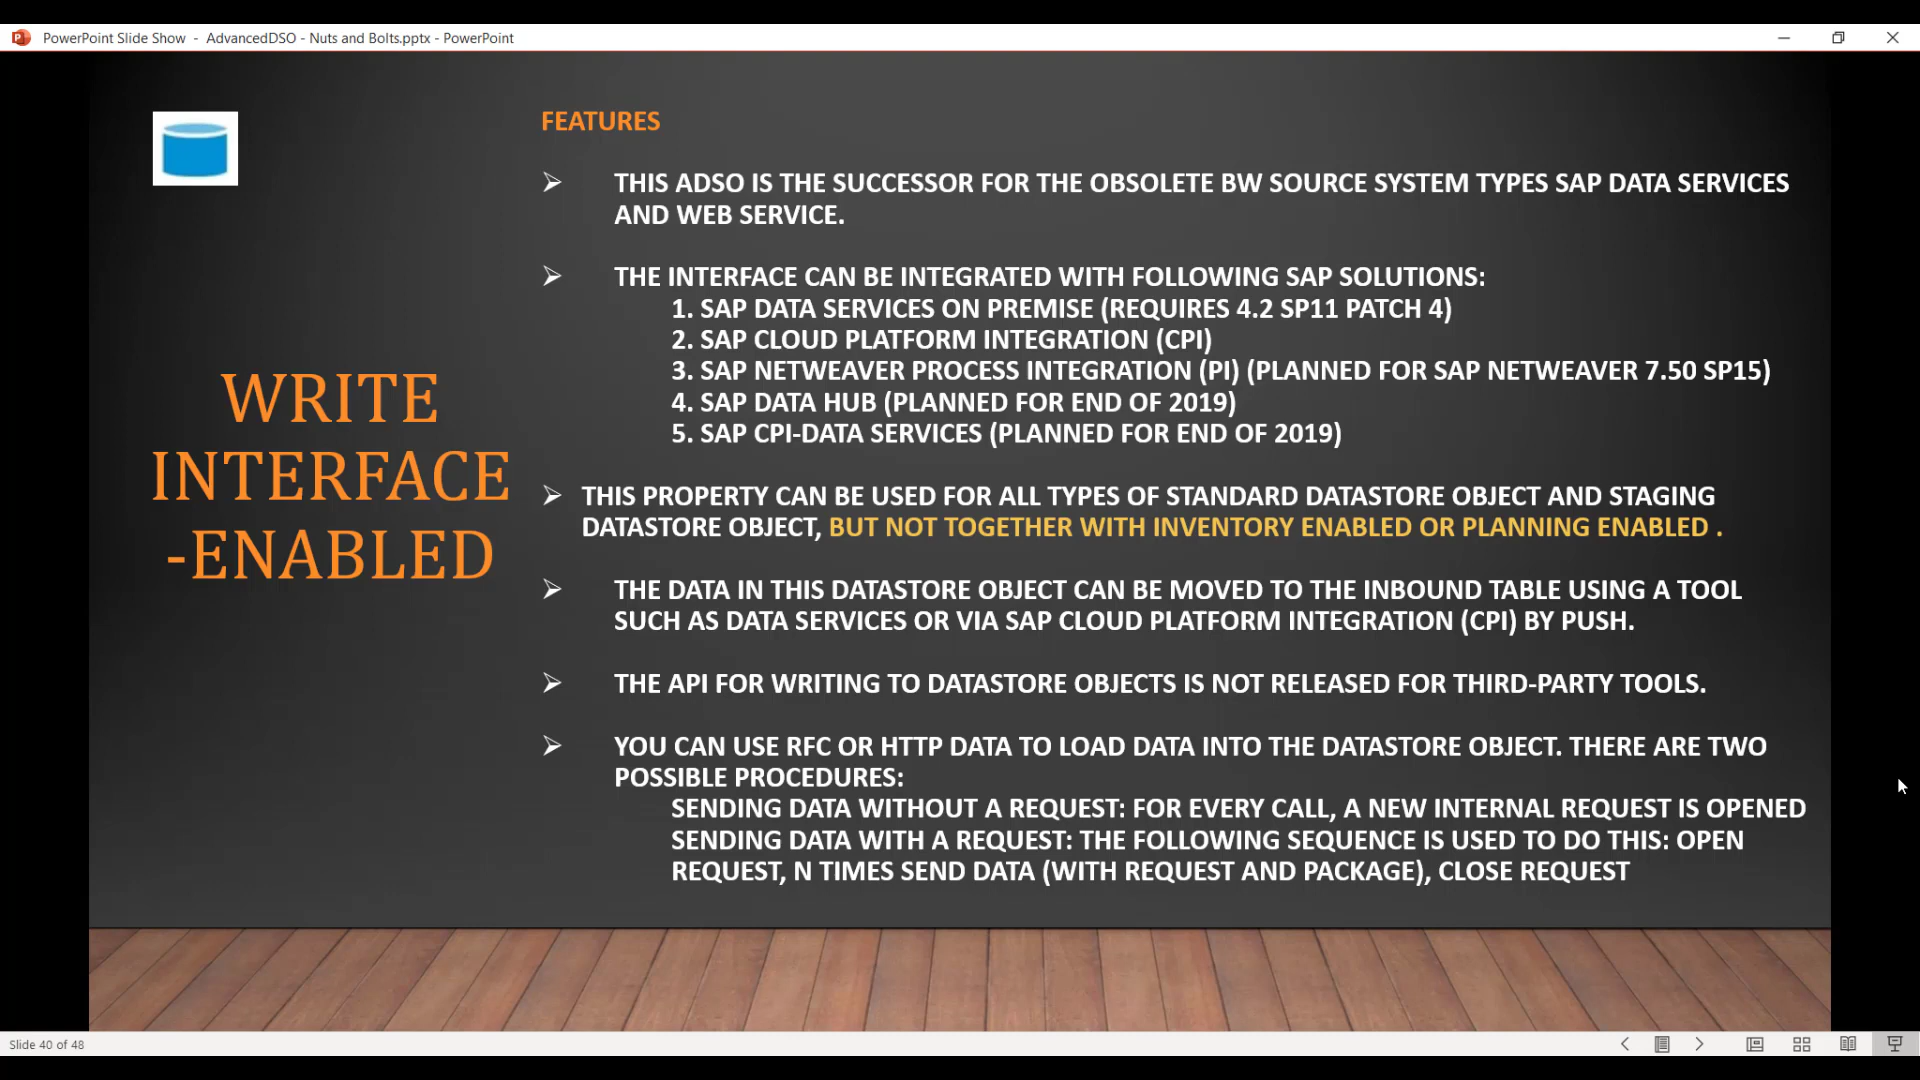 PowerPoint Slide Show - AdvancedDSO - Nuts and Bolts.pptx - PowerPoint
WRITE
INTERFACE
-ENABLED
FEATURES
THIS ADSO IS THE SUCCESSOR FOR THE OBSOLETE BW SOURCE SYSTEM TYPES SAP DATA SERVICES
AND WEB SERVICE.
THE INTERFACE CAN BE INTEGRATED WITH FOLLOWING SAP SOLUTIONS:
1. SAP DATA SERVICES ON PREMISE (REQUIRES 4.2 SP11 PATCH 4)
2. SAP CLOUD PLATFORM INTEGRATION (CPI)
3. SAP NETWEAVER PROCESS INTEGRATION (PI) (PLANNED FOR SAP NETWEAVER 7.50 SP15)
4. SAP DATA HUB (PLANNED FOR END OF 2019)
5. SAP CPI-DATA SERVICES (PLANNED FOR END OF 2019)
THIS PROPERTY CAN BE USED FOR ALL TYPES OF STANDARD DATASTORE OBJECT AND STAGING
DATASTORE OBJECT, BUT NOT TOGETHER WITH INVENTORY ENABLED OR PLANNING ENABLED .
THE DATA IN THIS DATASTORE OBJECT CAN BE MOVED TO THE INBOUND TABLE USING A TOOL
SUCH AS DATA SERVICES OR VIA SAP CLOUD PLATFORM INTEGRATION (CPI) BY PUSH.
THE API FOR WRITING TO DATASTORE OBJECTS IS NOT RELEASED FOR THIRD-PARTY TOOLS.
YOU CAN USE RFC OR HTTP DATA TO LOAD DATA INTO THE DATASTORE OBJECT. THERE ARE TWO
POSSIBLE PROCEDURES:
SENDING DATA WITHOUT A REQUEST: FOR EVERY CALL, A NEW INTERNAL REQUEST IS OPENED
SENDING DATA WITH A REQUEST: THE FOLLOWING SEQUENCE IS USED TO DO THIS: OPEN
REQUEST, N TIMES SEND DATA (WITH REQUEST AND PACKAGE), CLOSE REQUEST
Slide 40 of 48